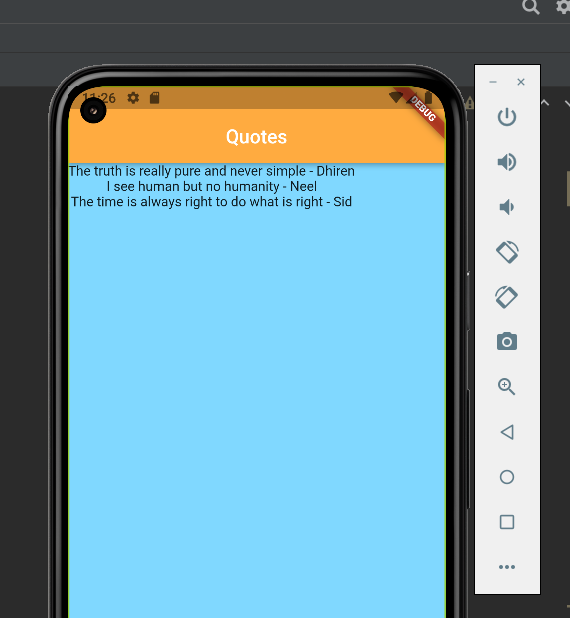 11:26
DEBUG
Quotes
The truth is really pure and never simple - Dhiren
I see human but no humanity - Neel
The time is always right to do what is right - Sid